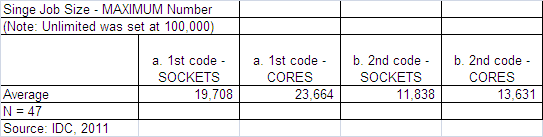 Singe Job Size - MAXIMUM Number
(Note: Unlimited was set at 100,000)
a. 1st code - SOCKETS a. 1st code - CORES b. 2nd code - SOCKETS b. 2nd code - CORES
Average 19,708 23,664 11,838 13,631
N = 47
Source: IDC, 2011